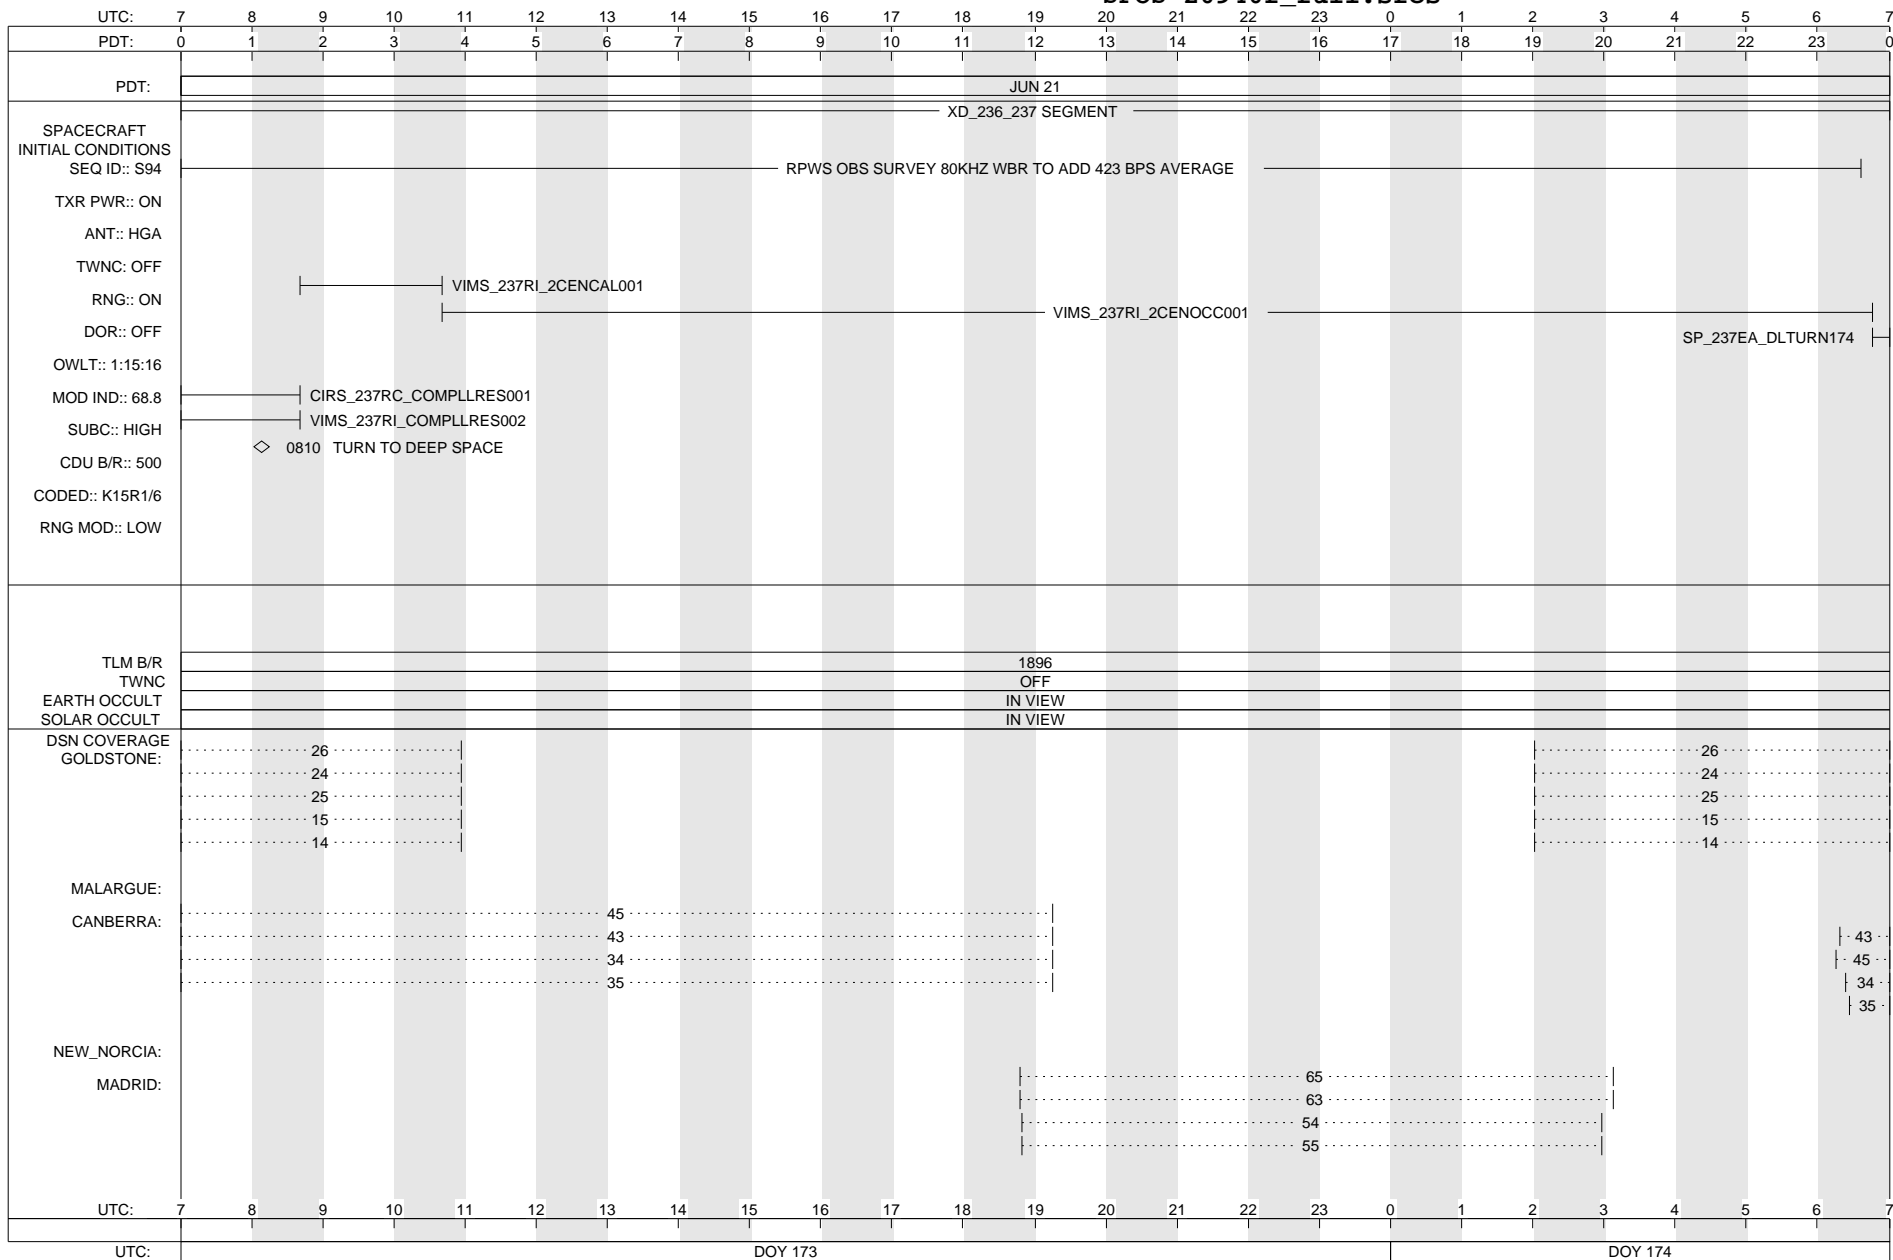 UTC: 7 8 9 10 11 12 13 14 15 16 17 18 19 20 21 22 23 0 1 2 3 4 5 6 7
PDT: 0 1 2 3 4 5 6 7 8 9 10 11 12 13 14 15 16 17 18 19 20 21 22 23 0
PDT: JUN 21
XD_236_237 SEGMENT
SPACECRAFT
INITIAL CONDITIONS
SEQ ID:: S94 RPWS OBS SURVEY 80KHZ WBR TO ADD 423 BPS AVERAGE
TXR PWR:: ON
ANT:: HGA
TWNC: OFF
VIMS_237RI_2CENCAL001
RNG:: ON
VIMS_237RI_2CENOCC001
DOR:: OFF
SP_237EA_DLTURN174
OWLT:: 1:15:16
MOD IND:: 68.8 CIRS_237RC_COMPLLRES001
VIMS_237RI_COMPLLRES002
SUBC:: HIGH
0810 TURN TO DEEP SPACE
CDU B/R:: 500
CODED:: K15R1/6
RNG MOD:: LOW
TLM B/R 1896
TWNC OFF
EARTH OCCULT IN VIEW
SOLAR OCCULT IN VIEW
DSN COVERAGE
GOLDSTONE: 26 26
24 24
25 25
15 15
14 14
MALARGUE:
CANBERRA: 45
43 43
34 45
35 34
35
NEW_NORCIA:
MADRID: 65
63
54
55
UTC: 7 8 9 10 11 12 13 14 15 16 17 18 19 20 21 22 23 0 1 2 3 4 5 6 7
UTC: DOY 173 DOY 174